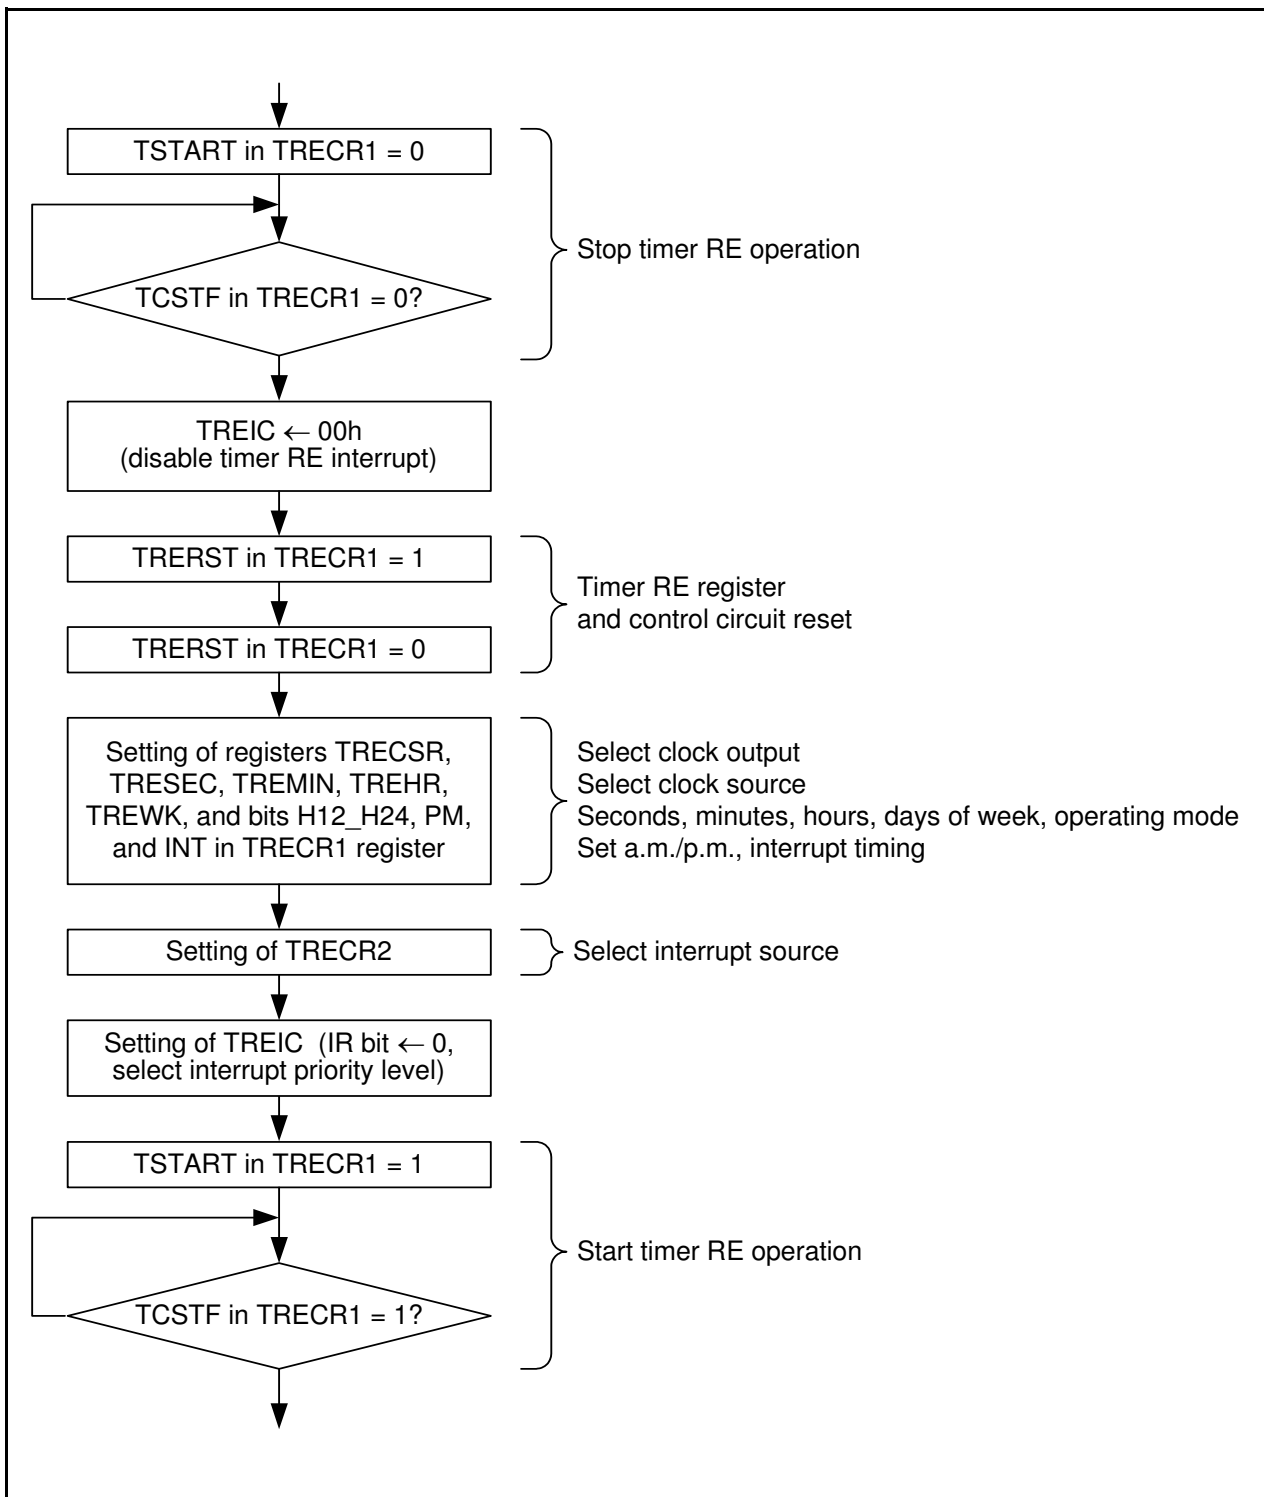 TSTART in TRECR1 = 0
TCSTF in TRECR1 = 0?
Stop timer RE operation
TREIC ← 00h
(disable timer RE interrupt)
TRERST in TRECR1 = 1
TRERST in TRECR1 = 0
Timer RE register
and control circuit reset
Setting of registers TRECSR,
TRESEC, TREMIN, TREHR,
TREWK, and bits H12_H24, PM,
and INT in TRECR1 register
Select clock output
Select clock source
Seconds, minutes, hours, days of week, operating mode
Set a.m./p.m., interrupt timing
Setting of TRECR2
Select interrupt source
Setting of TREIC (IR bit ← 0,
select interrupt priority level)
TSTART in TRECR1 = 1
TCSTF in TRECR1 = 1?
Start timer RE operation